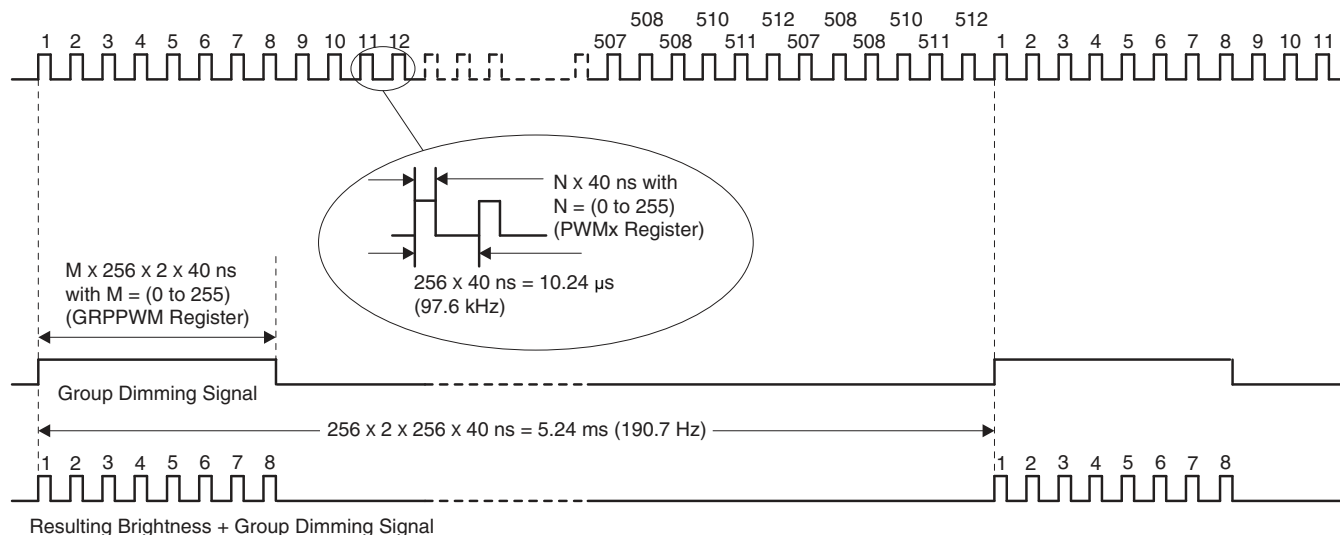 508 510 512 508 510 512
1 2 3 4 5 6 7 8 9 10 11 12 507 508 511 507 508 511 1 2 3 4 5 6 7 8 9 10 11
N x 40 ns with
N = (0 to 255)
(PWMx Register)
256 x 40 ns = 10.24 µs
(97.6 kHz)
M x 256 x 2 x 40 ns
with M = (0 to 255)
(GRPPWM Register)
Group Dimming Signal
256 x 2 x 256 x 40 ns = 5.24 ms (190.7 Hz)
1 2 3 4 5 6 7 8 1 2 3 4 5 6 7 8
Resulting Brightness + Group Dimming Signal